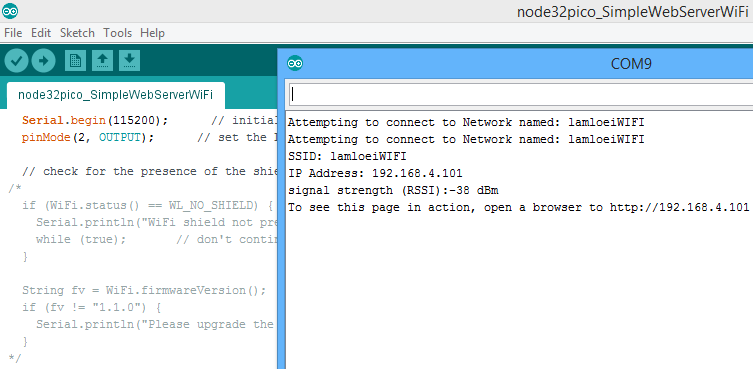 node32pico_SimpleWebServerWiFi
File Edit Sketch Tools Help
node32pico_SimpleWebServerWiFi
Serial.begin(115200); // initial
pinMode(2, OUTPUT); // set the
// check for the presence of the shie
/*
if (WiFi.status() == WL_NO_SHIELD) {
Serial.println("WiFi shield not pre
while (true); // don't contin
}
String fv = WiFi.firmwareVersion();
if (fv != "1.1.0") {
Serial.println("Please upgrade the
}
*/
COM9
Attempting to connect to Network named: lamloeiWIFI
Attempting to connect to Network named: lamloeiWIFI
SSID: lamloeiWIFI
IP Address: 192.168.4.101
signal strength (RSSI):-38 dBm
To see this page in action, open a browser to http://192.168.4.101